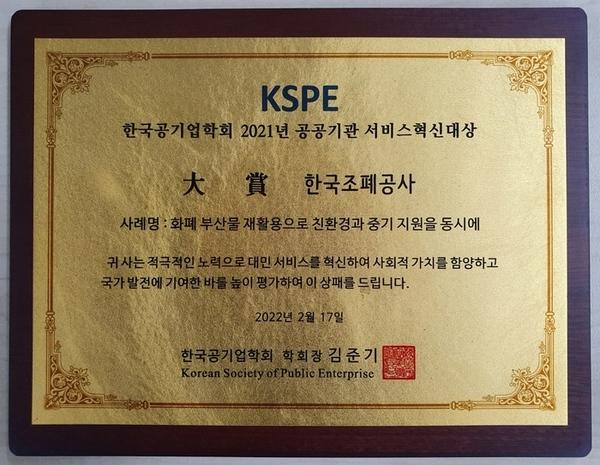 KSPE
한국공기업학회 2021년 공공기관 서비스혁신대상
大賞 한국조폐공사
사례명 : 화폐 부산물 재활용으로 친환경과 중기 지원을 동시에
귀사는 적극적인 노력으로 대민 서비스를 혁신하여 사회적 가치를 함양하고
국가 발전에 기여한 바를 높이 평가하여 이 상패를 드립니다.
2022년 2월 17일
한국공기업학회 학회장 김준기
Korean Society of Public Enterprise